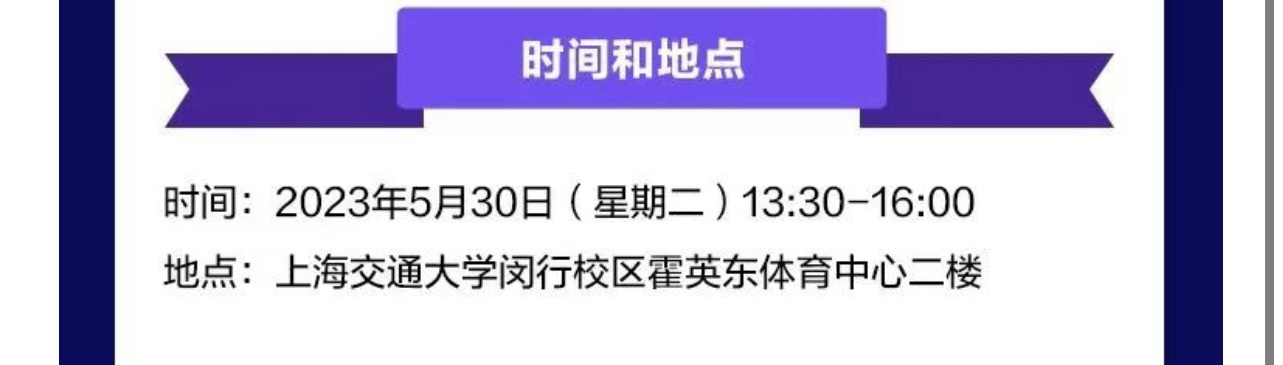 时间和地点
时间：2023年5月30日（星期二）13:30-16:00
地点：上海交通大学闵行校区霍英东体育中心二楼